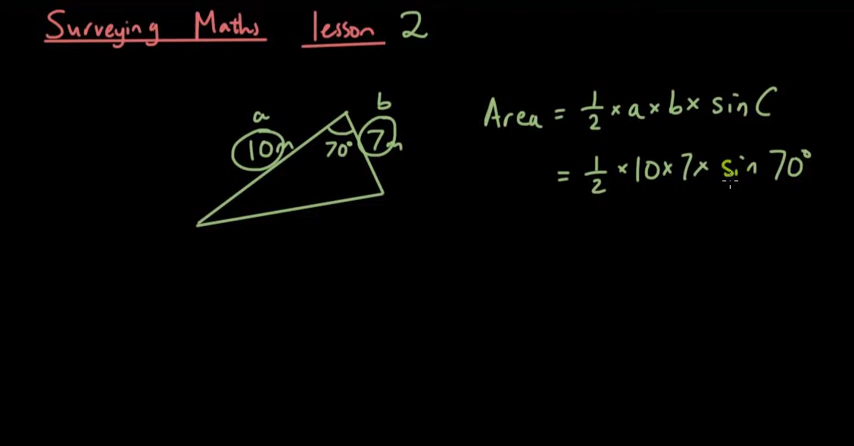 Surveying Maths lesson 2
a
b
10m
70°
7m
Area = 1/2 × a × b × sin C
= 1/2 × 10 × 7 × sin 70°